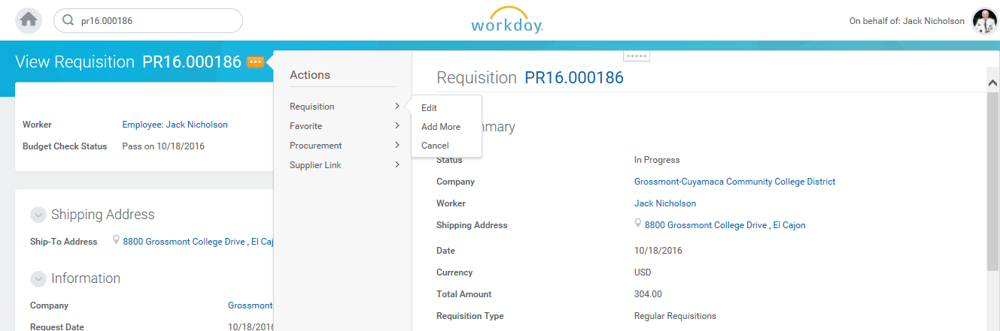 pr16.000186
workday.
On behalf of: Jack Nicholson
View Requisition PR16.000186
Worker Employee: Jack Nicholson
Budget Check Status Pass on 10/18/2016
Shipping Address
Ship-To Address 8800 Grossmont College Drive , El Caj
Information
Company Grossmont-
Request Date 10/18/2016
Actions
Requisition
Favorite
Procurement
Supplier Link
Edit
Add More
Cancel
Requisition PR16.000186
mmary
Status In Progress
Company Grossmont-Cuyamaca Community College District
Worker Jack Nicholson
Shipping Address 8800 Grossmont College Drive , El Cajon
Date 10/18/2016
Currency USD
Total Amount 304.00
Requisition Type Regular Requisitions